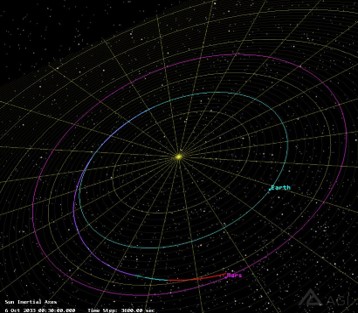 Earth
Mars
Sun Inertial Axes
6 Oct 2033 00:30:00.000 Time Step: 3600.00 sec
AGI